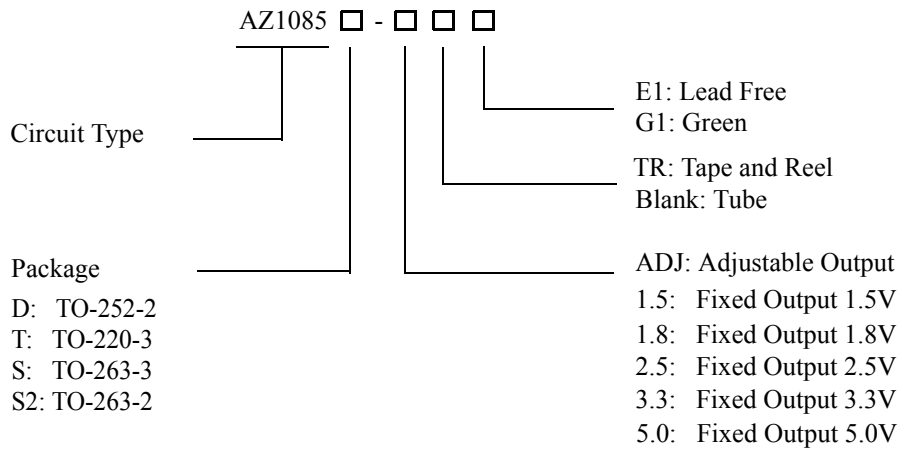 AZ1085 □ - □ □ □
E1: Lead Free
G1: Green
Circuit Type
TR: Tape and Reel
Blank: Tube
Package
D: TO-252-2
T: TO-220-3
S: TO-263-3
S2: TO-263-2
ADJ: Adjustable Output
1.5: Fixed Output 1.5V
1.8: Fixed Output 1.8V
2.5: Fixed Output 2.5V
3.3: Fixed Output 3.3V
5.0: Fixed Output 5.0V